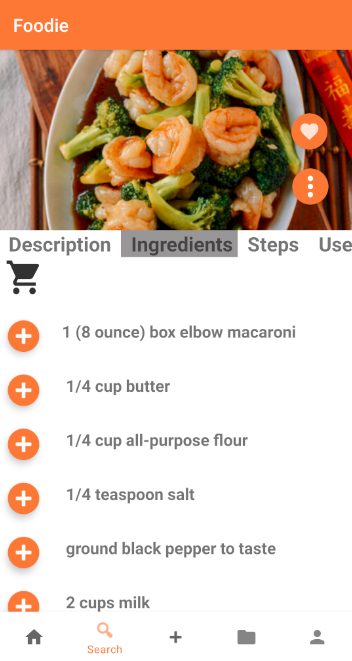 Foodie
福
Description Ingredients Steps Use
1 (8 ounce) box elbow macaroni
1/4 cup butter
1/4 cup all-purpose flour
1/4 teaspoon salt
ground black pepper to taste
2 cups milk
Search